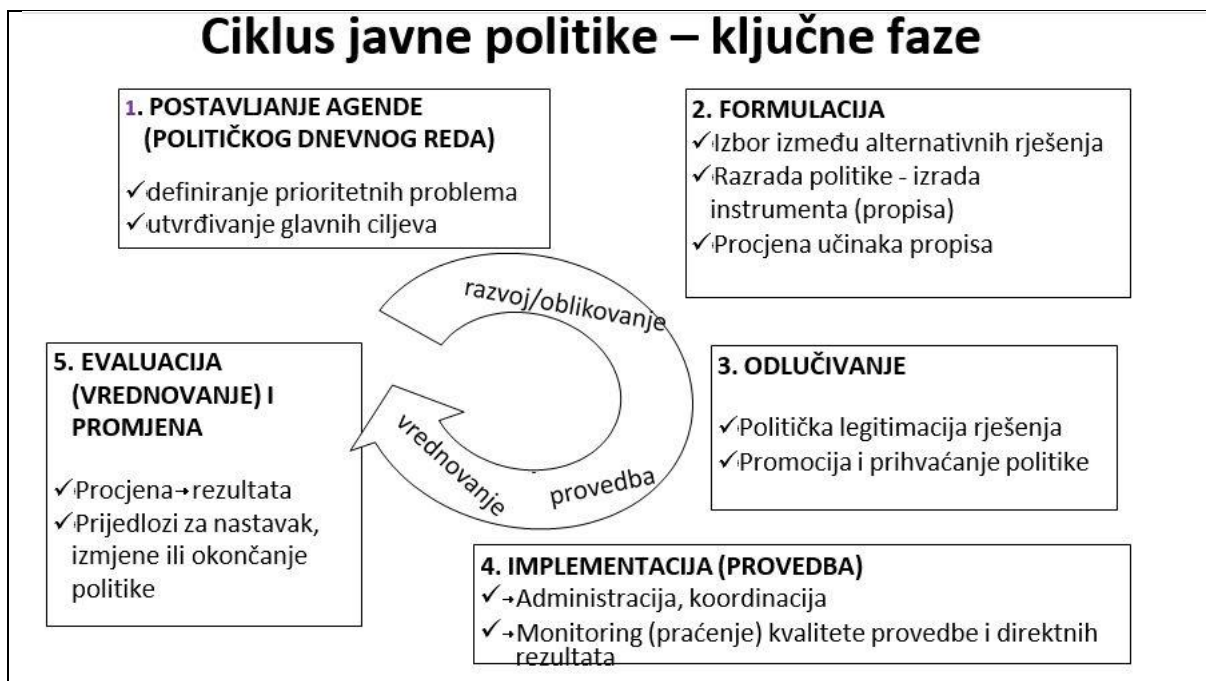 Ciklus javne politike – ključne faze
1. POSTAVLJANJE AGENDE
(POLITIČKOG DNEVNOG REDA)
✓definiranje prioritetnih problema
✓utvrđivanje glavnih ciljeva
2. FORMULACIJA
✓Izbor između alternativnih rješenja
✓Razrada politike - izrada
instrumenta (propisa)
✓Procjena učinaka propisa
razvoj/oblikovanje
provedba
vrednovanje
3. ODLUČIVANJE
✓Politička legitimacija rješenja
✓Promocija i prihvaćanje politike
4. IMPLEMENTACIJA (PROVEDBA)
✓→Administracija, koordinacija
✓→Monitoring (praćenje) kvalitete provedbe i direktnih
rezultata
5. EVALUACIJA
(VREDNOVANJE) I
PROMJENA
✓Procjena→rezultata
✓Prijedlozi za nastavak,
izmjene ili okončanje
politike